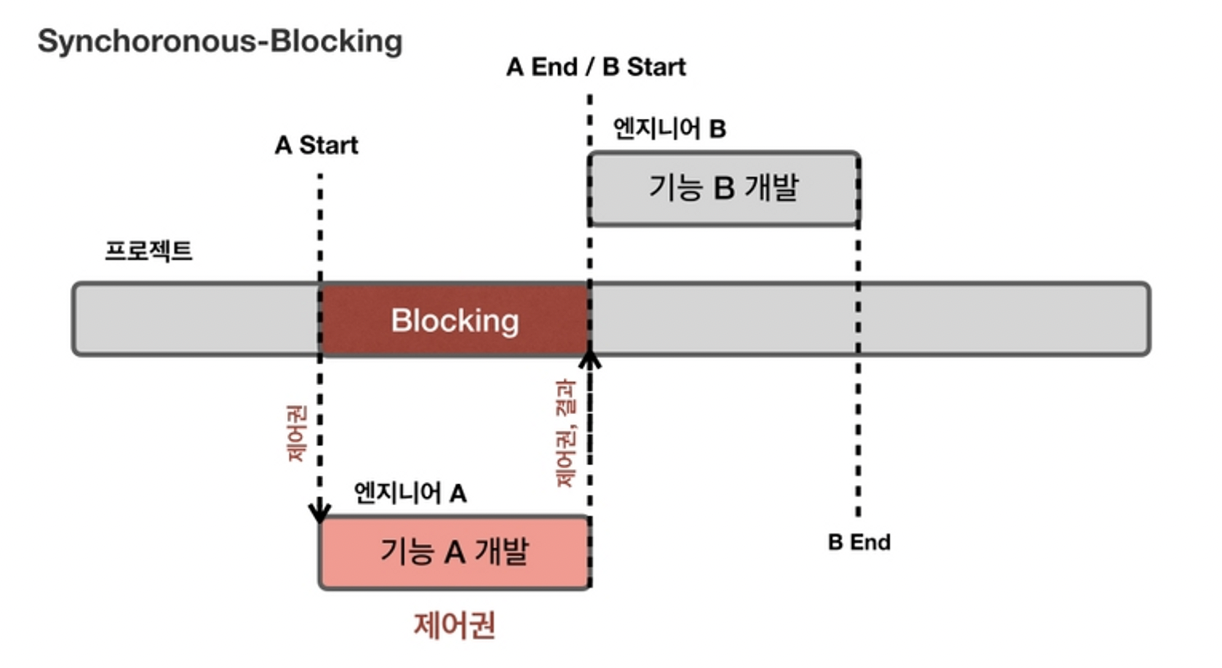 Synchoronous-Blocking
A End / B Start
엔지니어 B
A Start
기능 B 개발
프로젝트
Blocking
제어권
제어권, 결과
엔지니어 A
기능 A 개발
B End
제어권